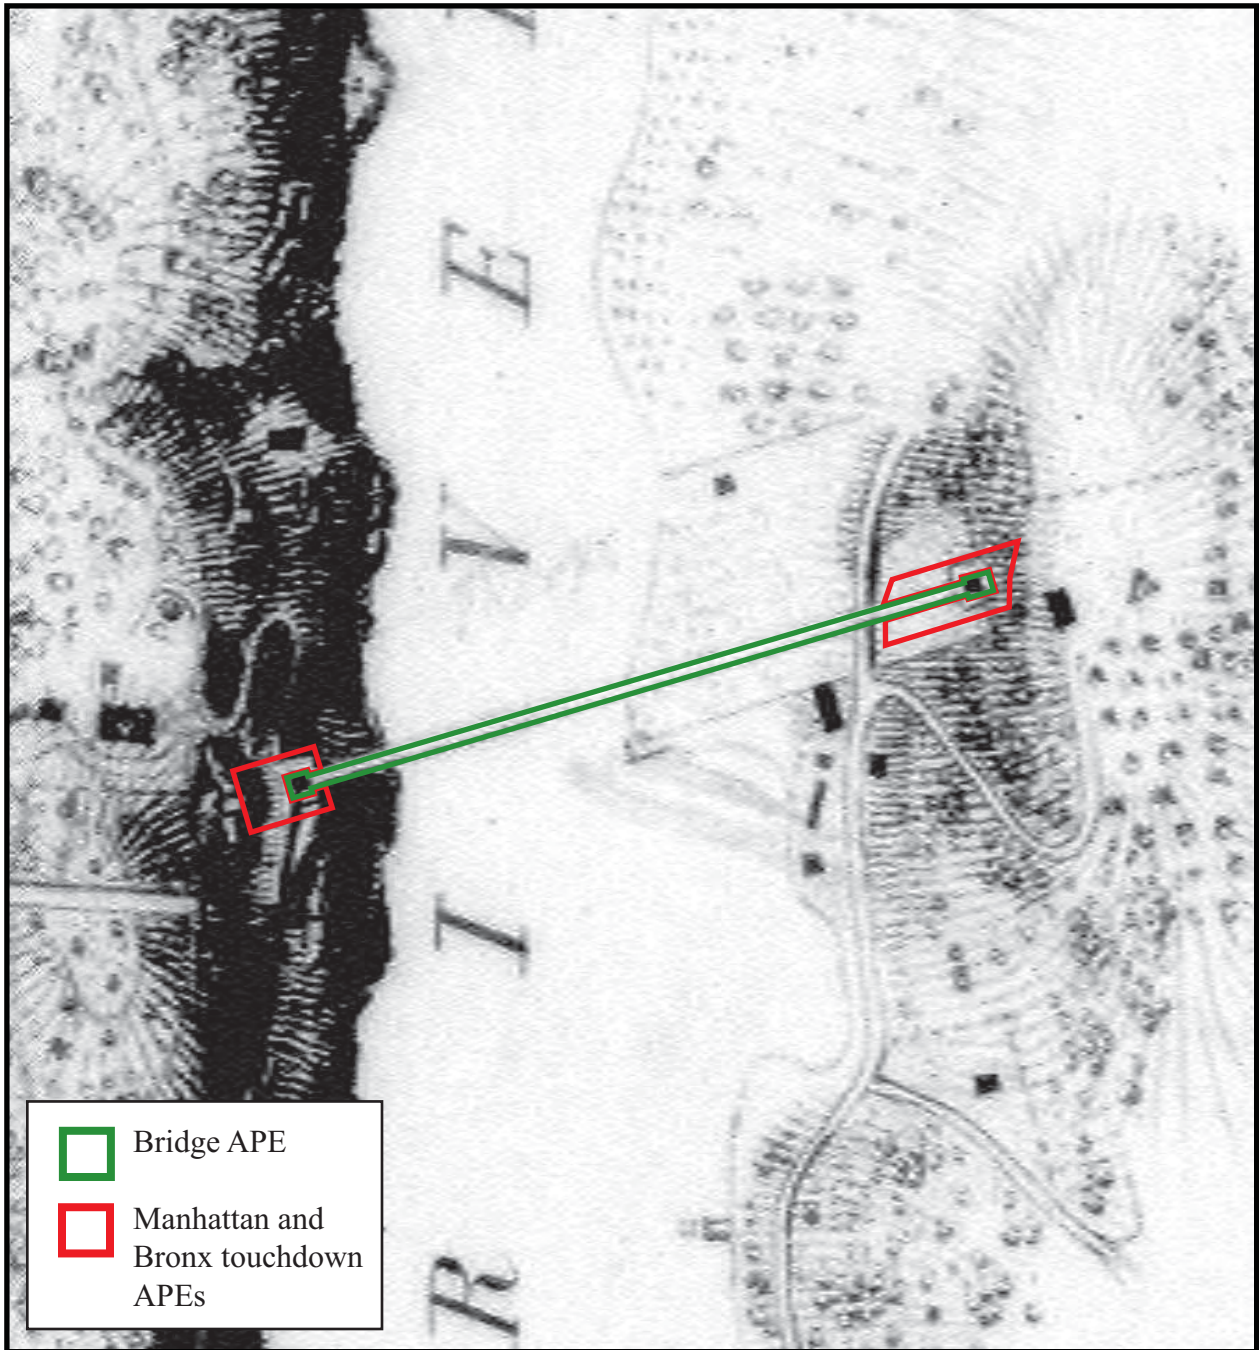 E
V
I
R
Bridge APE
Manhattan and
Bronx touchdown
APEs